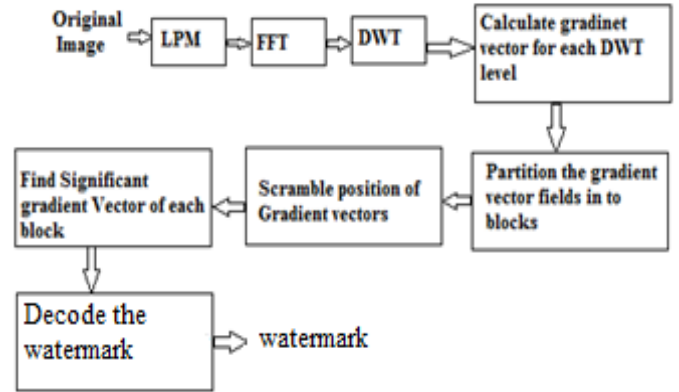 Original
Image
LPM
FFT
DWT
Calculate gradinet
vector for each DWT
level
Partition the gradient
vector fields in to
blocks
Scramble position of
Gradient vectors
Find Significant
gradient Vector of each
block
Decode the
watermark
watermark